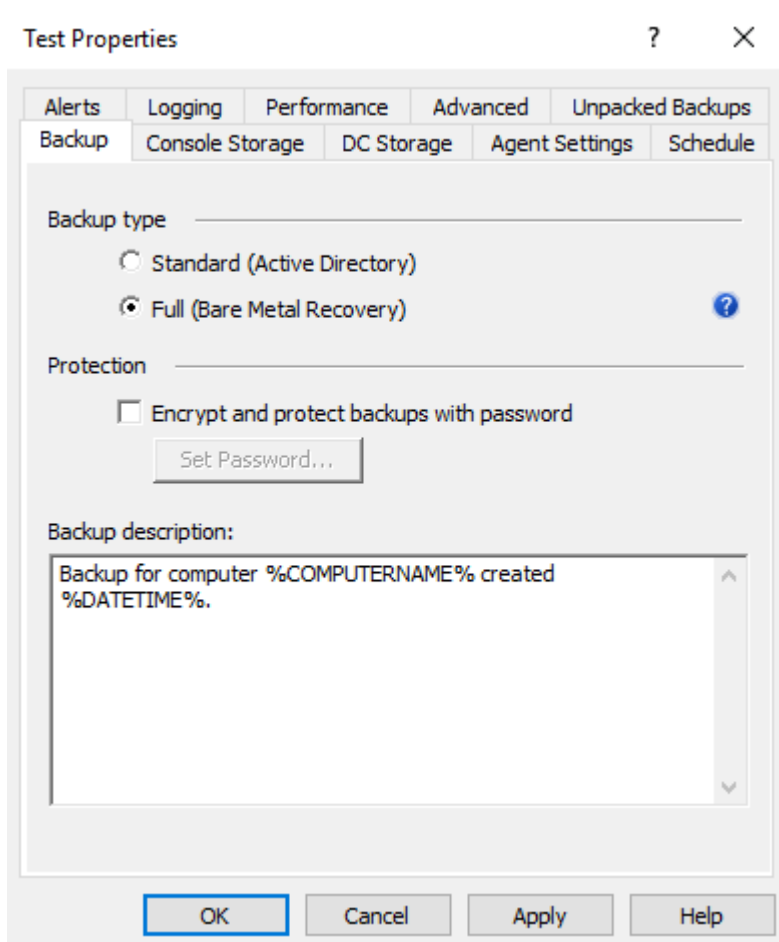 Test Properties
?
Alerts
Logging
Performance
Advanced
Unpacked Backups
Backup
Console Storage
DC Storage
Agent Settings
Schedule
Backup type
Standard (Active Directory)
Full (Bare Metal Recovery)
?
Protection
Encrypt and protect backups with password
Set Password...
Backup description:
Backup for computer %COMPUTERNAME% created
%DATETIME%.
OK
Cancel
Apply
Help